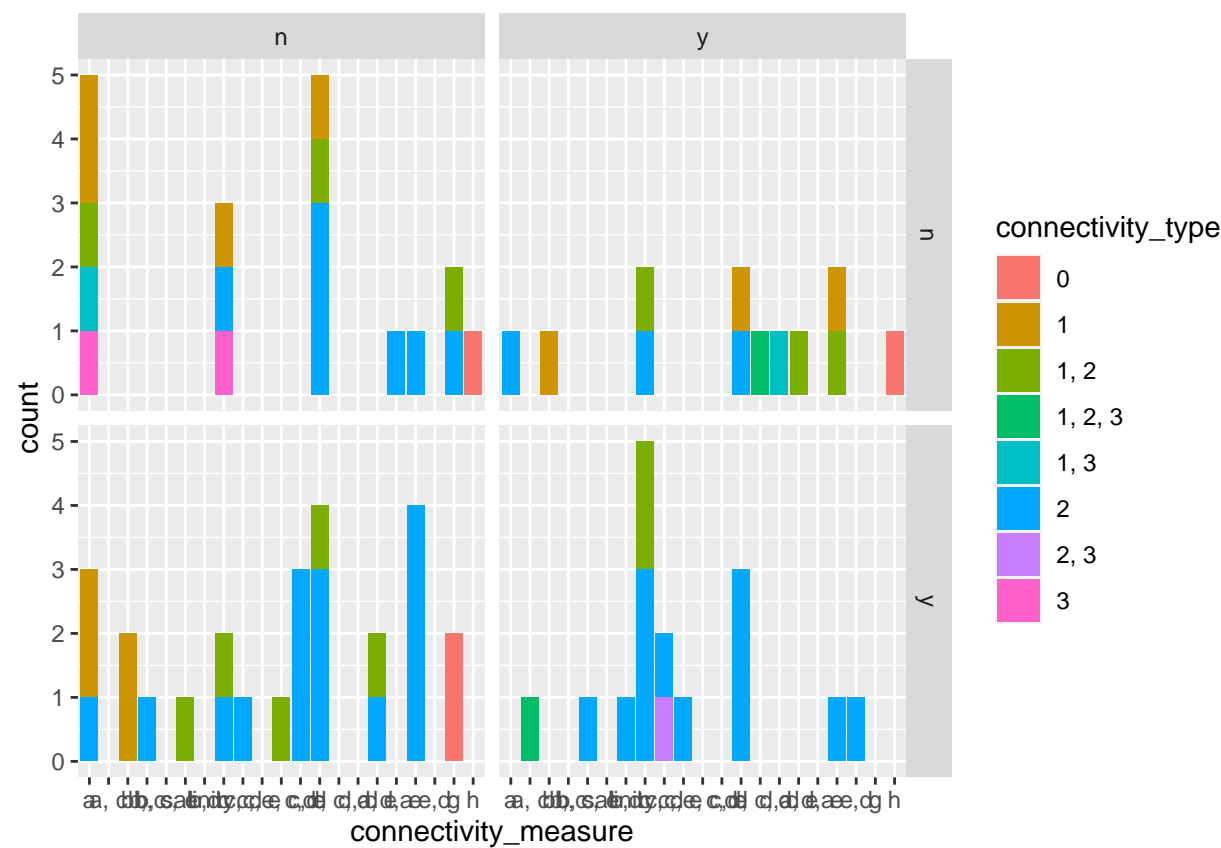 n
y
5
4
3
2
1
0
n
5
4
3
2
1
0
y
count
g h
g h
connectivity_measure
connectivity_type
0
1
1, 2
1, 2, 3
1, 3
2
2, 3
3